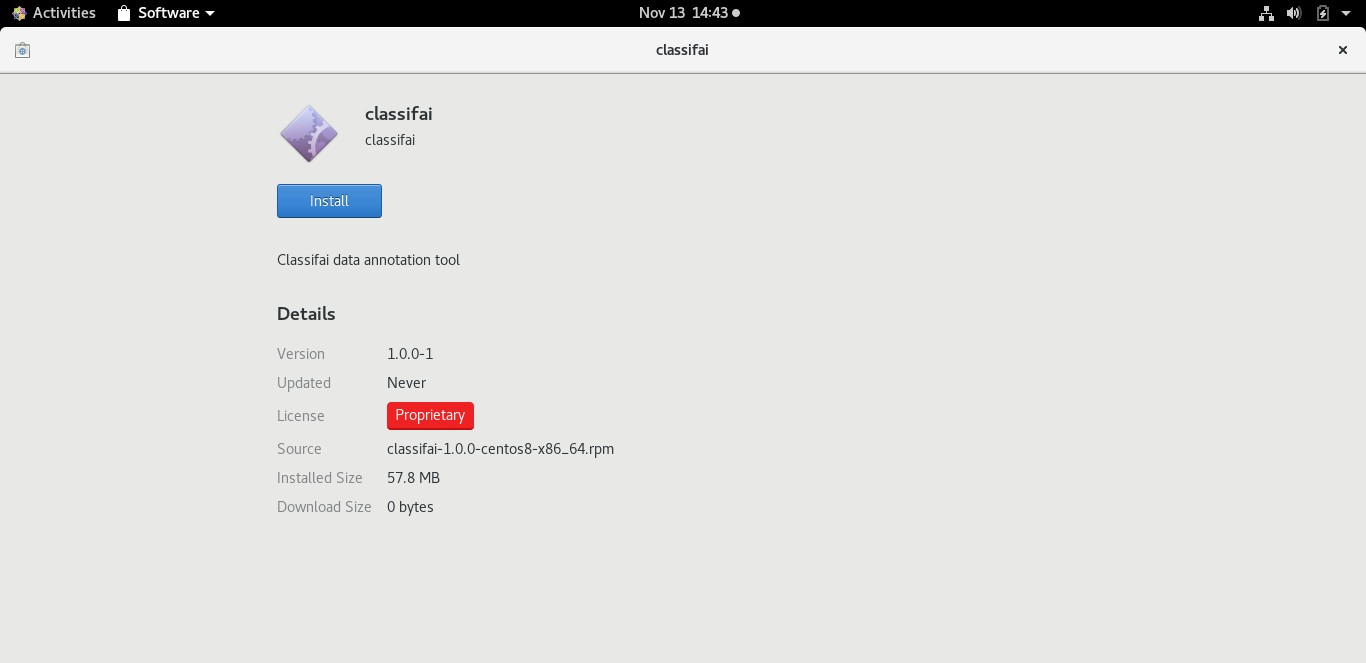 Activities Software Nov 13 14:43
classifai
classifai
classifai
Install
Classifai data annotation tool
Details
Version 1.0.0-1
Updated Never
License Proprietary
Source classifai-1.0.0-centos8-x86_64.rpm
Installed Size 57.8 MB
Download Size 0 bytes